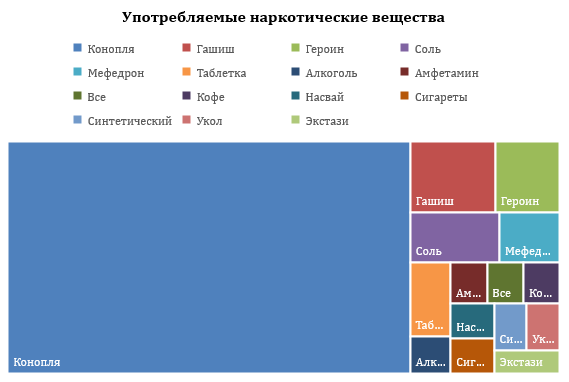 Употребляемые наркотические вещества
Конопля Гашиш Героин Соль
Мефедрон Таблетка Алкоголь Амфетамин
Все Кофе Насвай Сигареты
Синтетический Укол Экстази
Гашиш Героин
Соль Мефед...
Ам... Все Ко...
Таб... Нас...
Си... Ук...
Конопля Алк... Сиг... Экстази